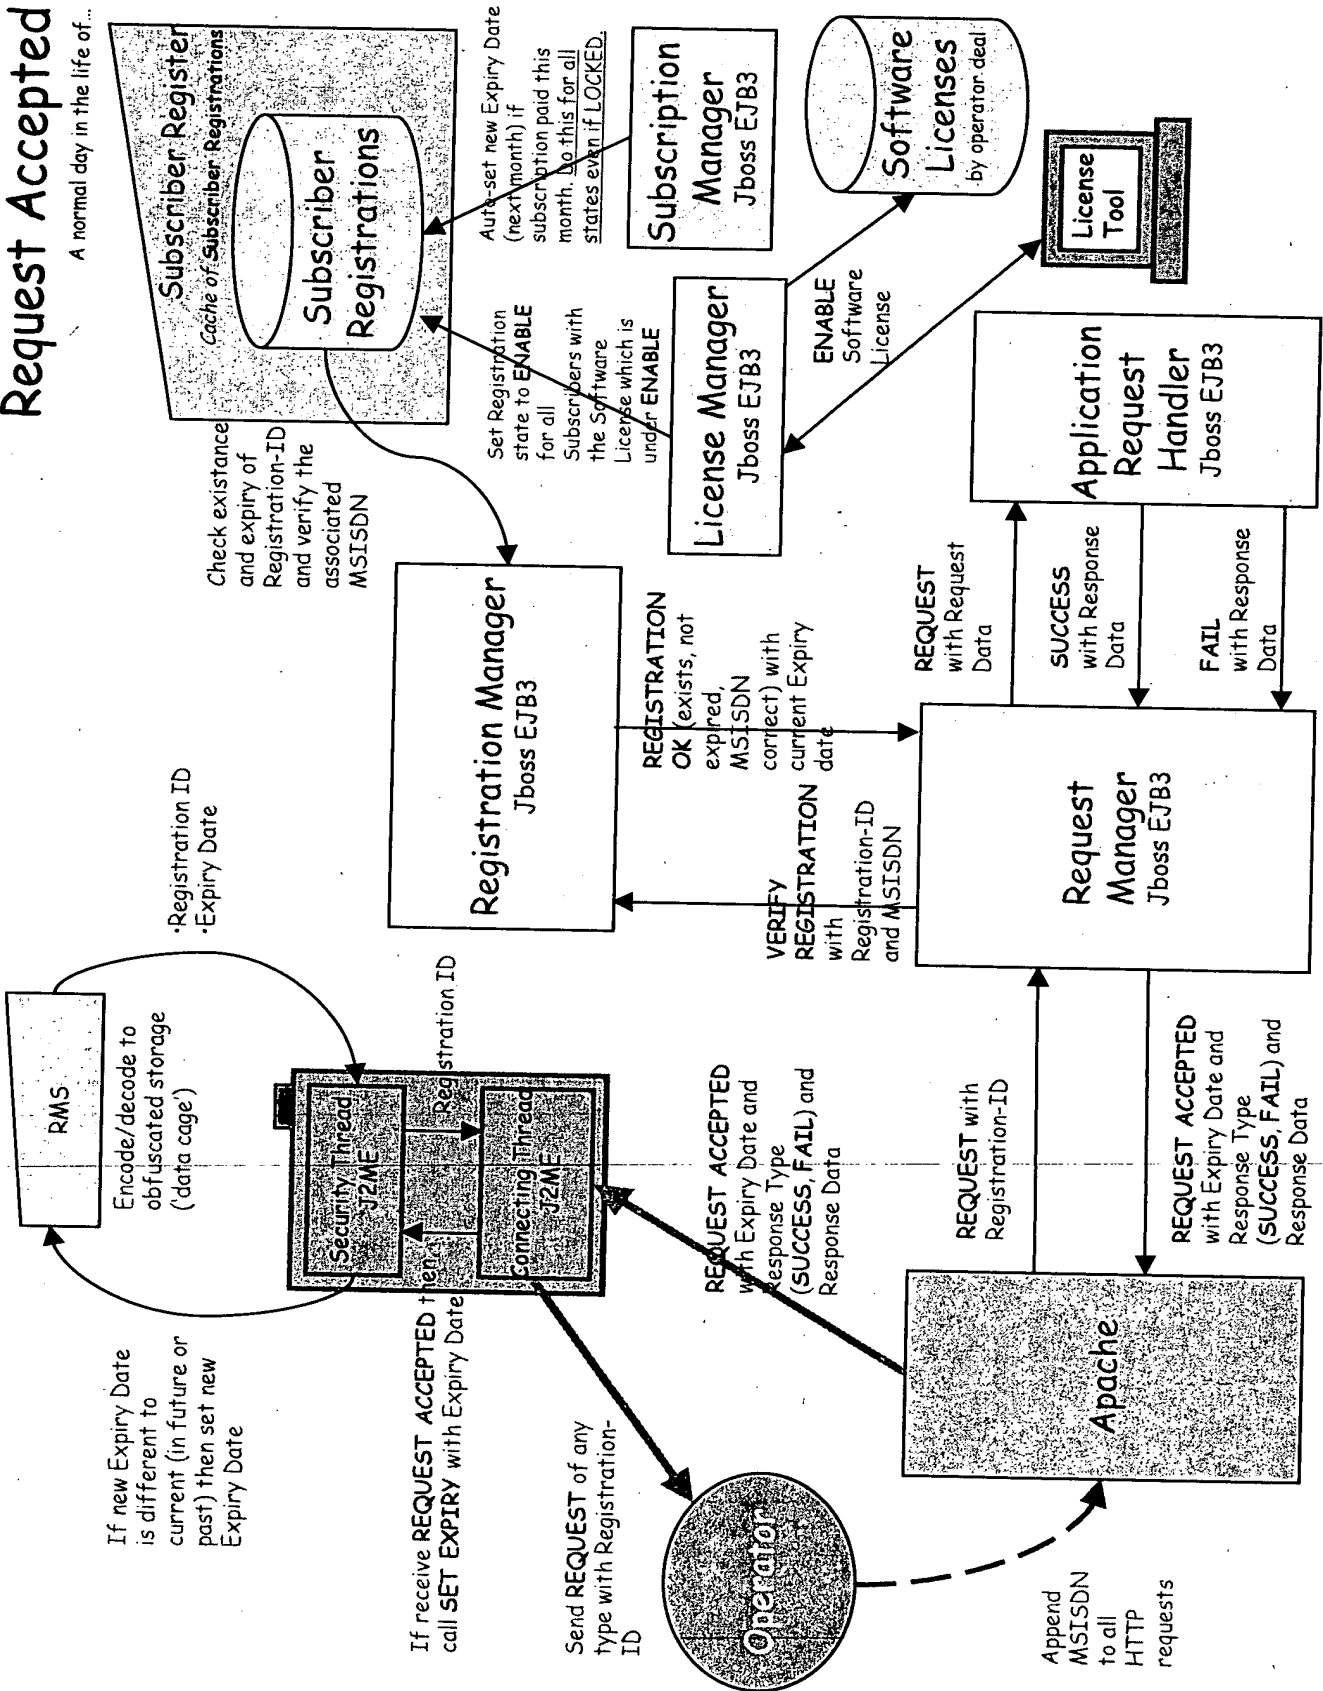 Request Accepted
A normal day in the life of...
If new Expiry Date
is different to
current (in future or
past) then set new
Expiry Date
RMS
Encode/decode to
obfuscated storage
('data cage')
·Registration ID
·Expiry Date
Security Thread
J2ME
Registration ID
Connecting Thread
J2ME
If receive REQUEST ACCEPTED then
call SET EXPIRY with Expiry Date
Send REQUEST of any
type with Registration-
ID
Operator
Append
MSISDN
to all
HTTP
requests
Apache
REQUEST ACCEPTED
with Expiry Date and
Response Type
(SUCCESS, FAIL) and
Response Data
REQUEST with
Registration-ID
REQUEST ACCEPTED
with Expiry Date and
Response Type
(SUCCESS, FAIL) and
Response Data
Request
Manager
Jboss EJB3
VERIFY
REGISTRATION
with
Registration-ID
and MSISDN
REGISTRATION
OK (exists, not
expired,
MSISDN
correct) with
current Expiry
date
Registration Manager
Jboss EJB3
Check existance
and expiry of
Registration-ID
and verify the
associated
MSISDN
Subscriber Register
Cache of Subscriber Registrations
Subscriber
Registrations
Set Registration
state to ENABLE
for all
Subscribers with
the Software
License which is
under ENABLE
Auto-set new Expiry Date
(next month) if
subscription paid this
month. Do this for all
states even if LOCKED.
License Manager
Jboss EJB3
Subscription
Manager
Jboss EJB3
ENABLE
Software
License
Software
Licenses
by operator deal
License
Tool
REQUEST
with Request
Data
SUCCESS
with Response
Data
FAIL
with Response
Data
Application
Request
Handler
Jboss EJB3